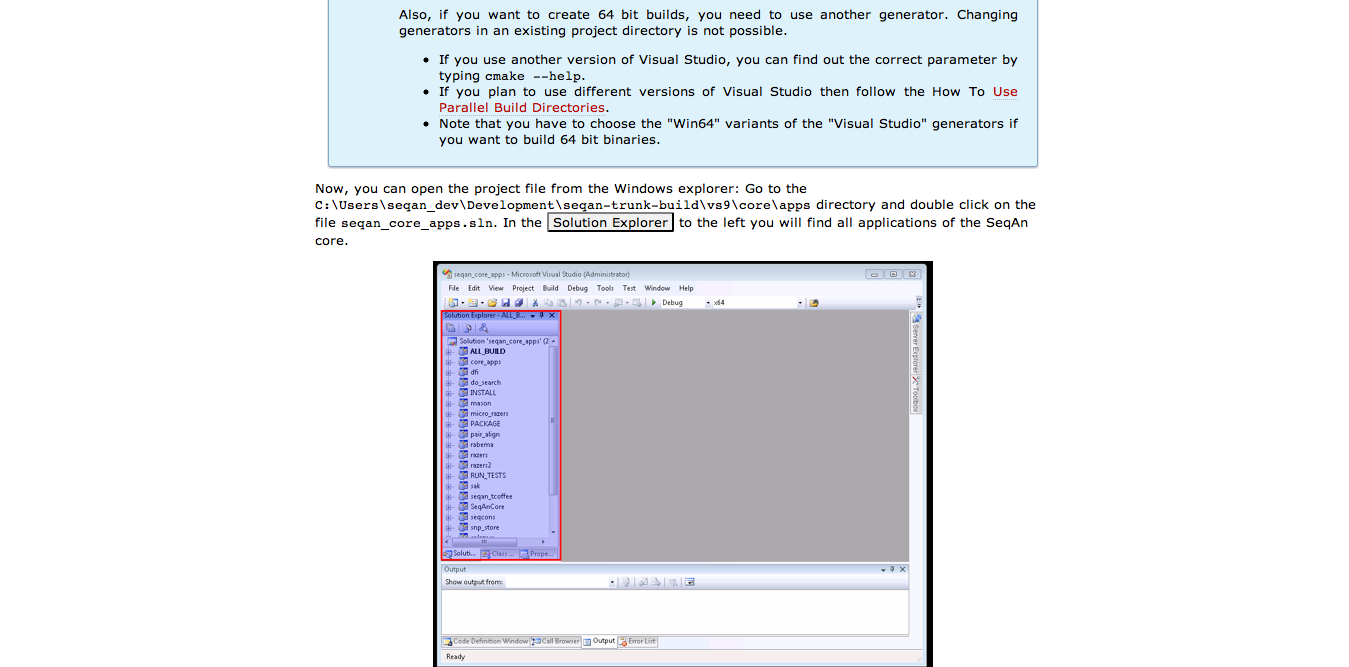 Also, if you want to create 64 bit builds, you need to use another generator. Changing
generators in an existing project directory is not possible.
• If you use another version of Visual Studio, you can find out the correct parameter by
typing cmake --help.
• If you plan to use different versions of Visual Studio then follow the How To Use
Parallel Build Directories.
• Note that you have to choose the "Win64" variants of the "Visual Studio" generators if
you want to build 64 bit binaries.
Now, you can open the project file from the Windows explorer: Go to the
C:\Users\seqan_dev\Development\seqan-trunk-build\vs9\core\apps directory and double click on the
file seqan_core_apps.sln. In the Solution Explorer to the left you will find all applications of the SeqAn
core.
seqan_core_apps - Microsoft Visual Studio (Administrator)
File Edit View Project Build Debug Tools Test Window Help
Debug x64
Solution Explorer - ALL_B...
Solution 'seqan_core_apps' (2
ALL_BUILD
core_apps
dfi
do_search
INSTALL
mason
micro_razers
PACKAGE
pair_align
rabema
razers
razers2
RUN_TESTS
sak
seqan_tcoffee
SeqAnCore
seqcons
snp_store
Soluti... Class ... Prope...
Server Explorer
Toolbox
Output
Show output from:
Code Definition Window Call Browser Output Error List
Ready